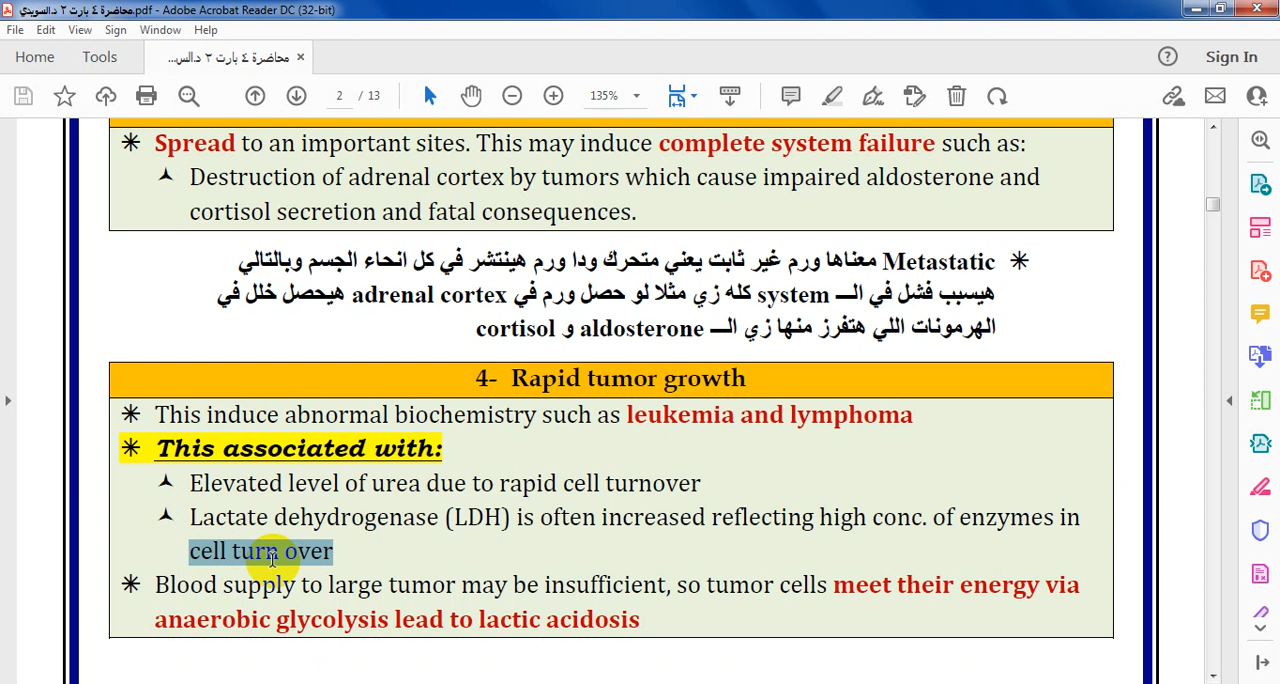 محاضرة ٤ بارت ٢ د.السويدي.pdf - Adobe Acrobat Reader DC (32-bit)
File Edit View Sign Window Help
Home Tools محاضرة ٤ بارت ٢ د.الس... × Sign In
2 / 13 135%
✳ Spread to an important sites. This may induce complete system failure such as:
Destruction of adrenal cortex by tumors which cause impaired aldosterone and
cortisol secretion and fatal consequences.
✳ Metastatic معناها ورم غير ثابت يعني متحرك ودا ورم هينتشر في كل انحاء الجسم وبالتالي
هيسبب فشل في الـــ system كله زي مثلا لو حصل ورم في adrenal cortex هيحصل خلل في
الهرمونات اللي هتفرز منها زي الـــ aldosterone و cortisol
4- Rapid tumor growth
✳ This induce abnormal biochemistry such as leukemia and lymphoma
✳ This associated with:
Elevated level of urea due to rapid cell turnover
Lactate dehydrogenase (LDH) is often increased reflecting high conc. of enzymes in
cell turn over
✳ Blood supply to large tumor may be insufficient, so tumor cells meet their energy via
anaerobic glycolysis lead to lactic acidosis